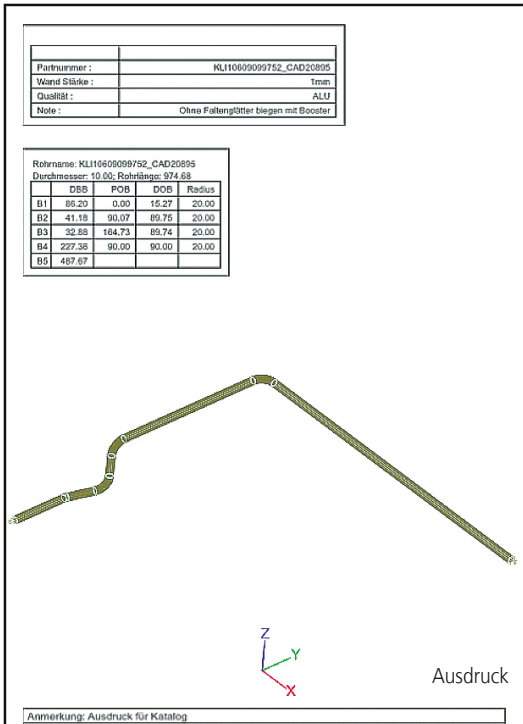 Partnummer : KLI10609099752_CAD20895
Wand Stärke : 1mm
Qualität : ALU
Note : Ohne Faltenglätter biegen mit Booster
Rohrname: KLI10609099752_CAD20895
Durchmesser: 10.00; Rohrlänge: 974.68
DBB POB DOB Radius
B1 86.20 0.00 15.27 20.00
B2 41.18 90.07 89.75 20.00
B3 32.88 164.73 89.74 20.00
B4 227.36 90.00 90.00 20.00
B5 487.67
Z
Y
X
Ausdruck
Anmerkung: Ausdruck für Katalog